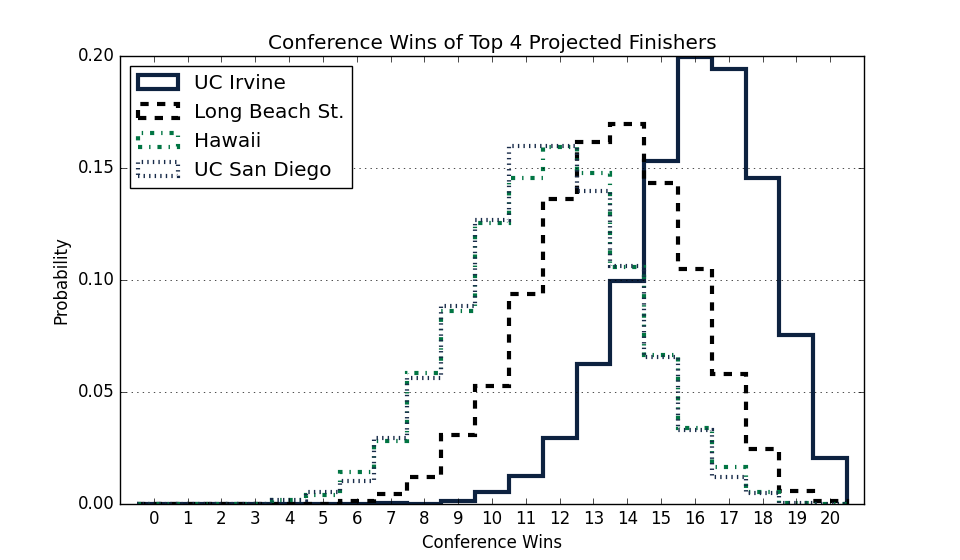 Conference Wins of Top 4 Projected Finishers
UC Irvine
Long Beach St.
Hawaii
UC San Diego
0.20
0.15
0.10
0.05
0.00
Probability
0 1 2 3 4 5 6 7 8 9 10 11 12 13 14 15 16 17 18 19 20
Conference Wins